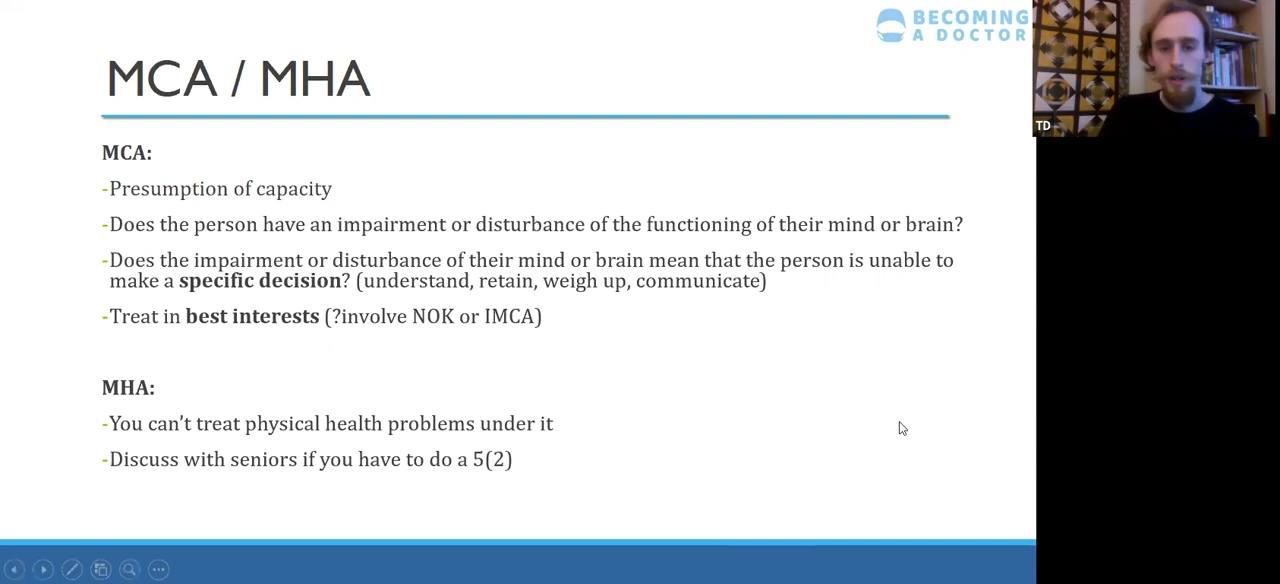 BECOMING
A DOCTOR
MCA / MHA
TD
MCA:
-Presumption of capacity
-Does the person have an impairment or disturbance of the functioning of their mind or brain?
-Does the impairment or disturbance of their mind or brain mean that the person is unable to
make a specific decision? (understand, retain, weigh up, communicate)
-Treat in best interests (?involve NOK or IMCA)
MHA:
-You can’t treat physical health problems under it
-Discuss with seniors if you have to do a 5(2)